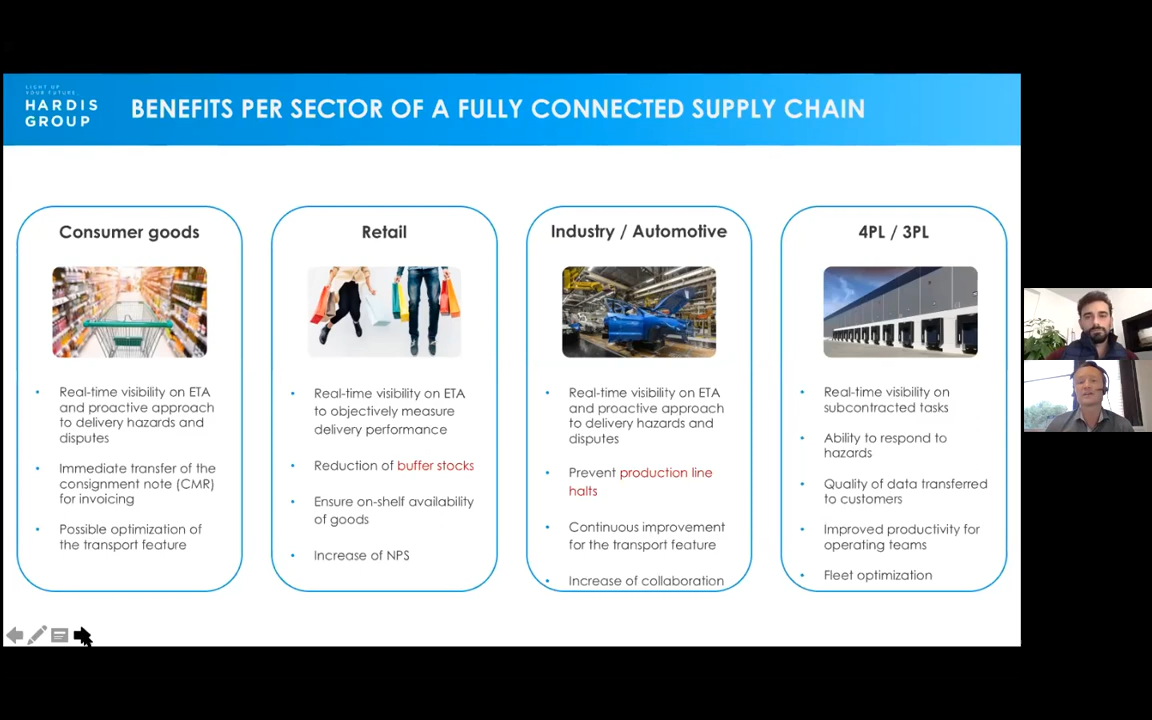 LIGHT UP
YOUR FUTURE
HARDIS
GROUP
BENEFITS PER SECTOR OF A FULLY CONNECTED SUPPLY CHAIN
Consumer goods
• Real-time visibility on ETA
and proactive approach
to delivery hazards and
disputes
• Immediate transfer of the
consignment note (CMR)
for invoicing
• Possible optimization of
the transport feature
Retail
• Real-time visibility on ETA
to objectively measure
delivery performance
• Reduction of buffer stocks
• Ensure on-shelf availability
of goods
• Increase of NPS
Industry / Automotive
• Real-time visibility on ETA
and proactive approach
to delivery hazards and
disputes
• Prevent production line
halts
• Continuous improvement
for the transport feature
• Increase of collaboration
4PL / 3PL
• Real-time visibility on
subcontracted tasks
• Ability to respond to
hazards
• Quality of data transferred
to customers
• Improved productivity for
operating teams
• Fleet optimization